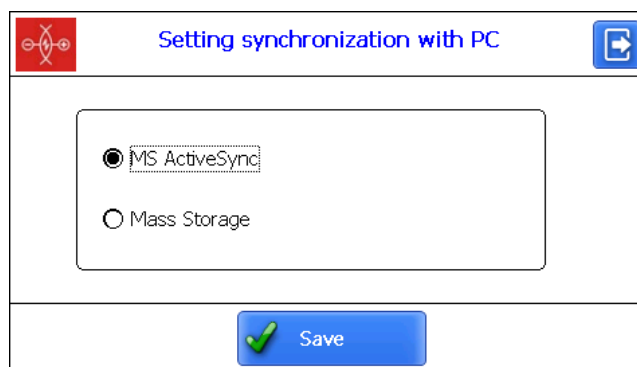 Setting synchronization with PC
MS ActiveSync
Mass Storage
Save